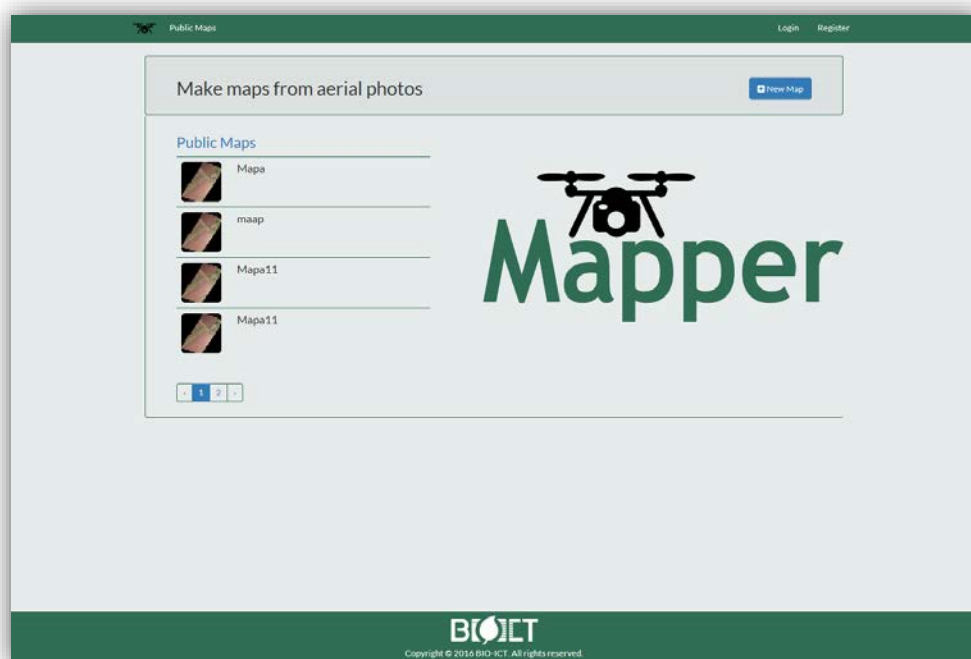 Public Maps
Login
Register
Make maps from aerial photos
New Map
Public Maps
Mapa
maap
Mapa11
Mapa11
‹ 1 2 ›
Mapper
BIO-ICT
Copyright © 2016 BIO-ICT. All rights reserved.